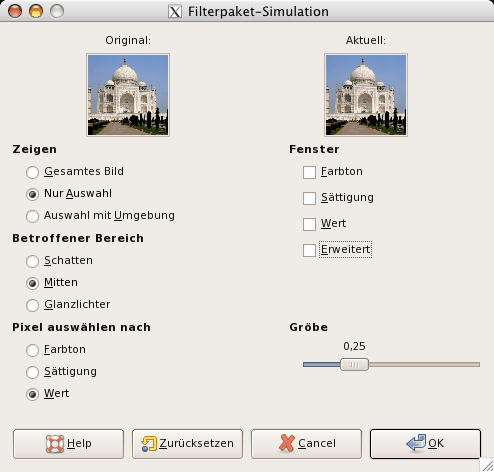 Filterpaket-Simulation
Original:
Aktuell:
Zeigen
Gesamtes Bild
Nur Auswahl
Auswahl mit Umgebung
Betroffener Bereich
Schatten
Mitten
Glanzlichter
Pixel auswählen nach
Farbton
Sättigung
Wert
Fenster
Farbton
Sättigung
Wert
Erweitert
Größe
0,25
Help
Zurücksetzen
Cancel
OK